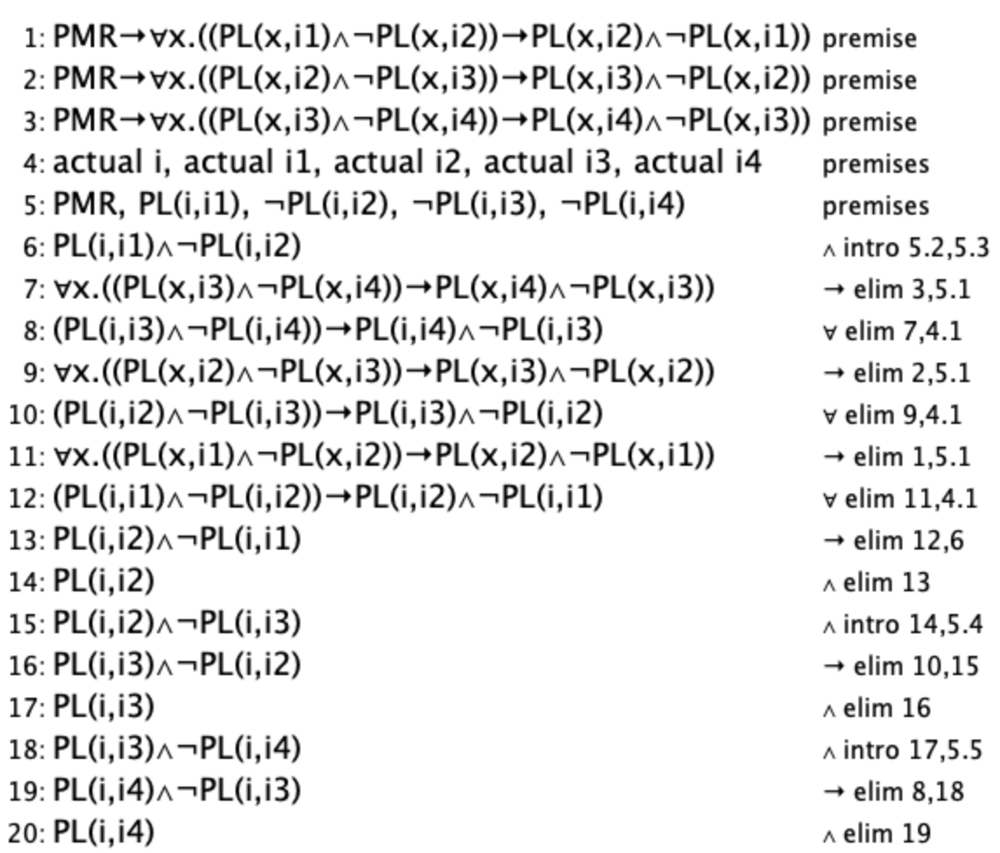 1: PMR→∀x.((PL(x,i1)∧¬PL(x,i2))→PL(x,i2)∧¬PL(x,i1)) premise
2: PMR→∀x.((PL(x,i2)∧¬PL(x,i3))→PL(x,i3)∧¬PL(x,i2)) premise
3: PMR→∀x.((PL(x,i3)∧¬PL(x,i4))→PL(x,i4)∧¬PL(x,i3)) premise
4: actual i, actual i1, actual i2, actual i3, actual i4 premises
5: PMR, PL(i,i1), ¬PL(i,i2), ¬PL(i,i3), ¬PL(i,i4) premises
6: PL(i,i1)∧¬PL(i,i2) ∧ intro 5.2,5.3
7: ∀x.((PL(x,i3)∧¬PL(x,i4))→PL(x,i4)∧¬PL(x,i3)) → elim 3,5.1
8: (PL(i,i3)∧¬PL(i,i4))→PL(i,i4)∧¬PL(i,i3) ∀ elim 7,4.1
9: ∀x.((PL(x,i2)∧¬PL(x,i3))→PL(x,i3)∧¬PL(x,i2)) → elim 2,5.1
10: (PL(i,i2)∧¬PL(i,i3))→PL(i,i3)∧¬PL(i,i2) ∀ elim 9,4.1
11: ∀x.((PL(x,i1)∧¬PL(x,i2))→PL(x,i2)∧¬PL(x,i1)) → elim 1,5.1
12: (PL(i,i1)∧¬PL(i,i2))→PL(i,i2)∧¬PL(i,i1) ∀ elim 11,4.1
13: PL(i,i2)∧¬PL(i,i1) → elim 12,6
14: PL(i,i2) ∧ elim 13
15: PL(i,i2)∧¬PL(i,i3) ∧ intro 14,5.4
16: PL(i,i3)∧¬PL(i,i2) → elim 10,15
17: PL(i,i3) ∧ elim 16
18: PL(i,i3)∧¬PL(i,i4) ∧ intro 17,5.5
19: PL(i,i4)∧¬PL(i,i3) → elim 8,18
20: PL(i,i4) ∧ elim 19